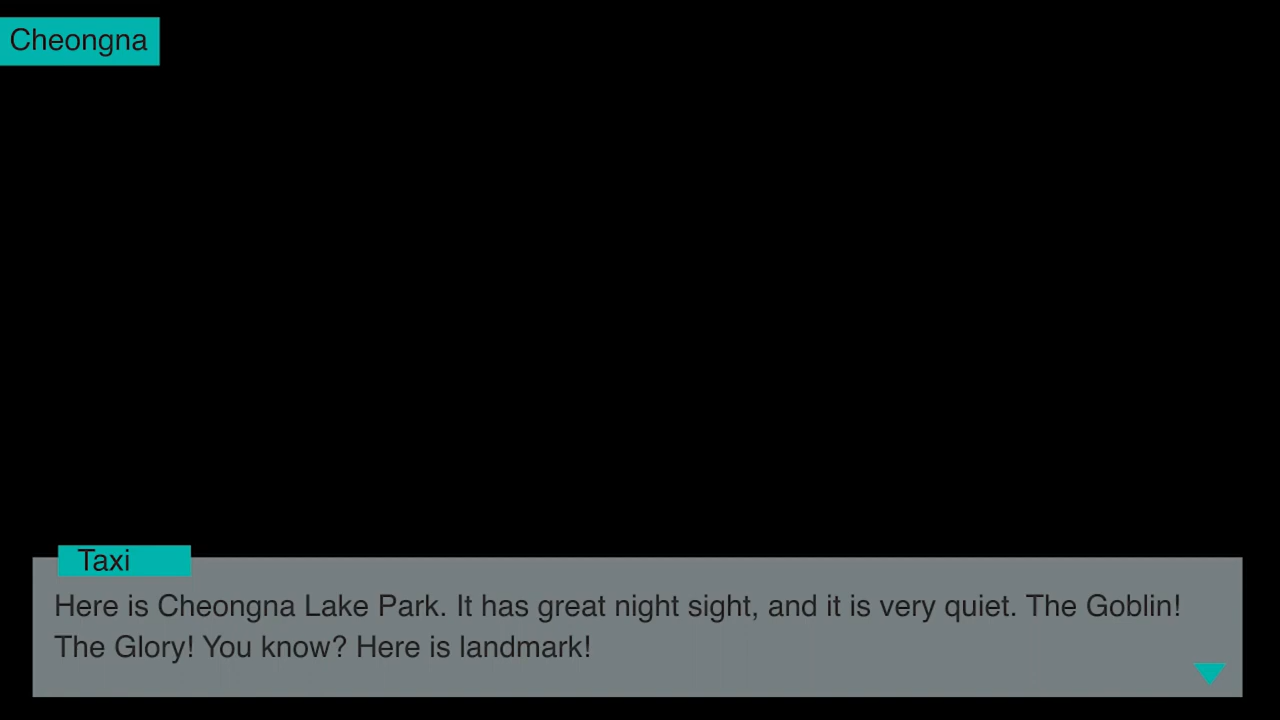 Cheongna
Taxi
Here is Cheongna Lake Park. It has great night sight, and it is very quiet. The Goblin!
The Glory! You know? Here is landmark!